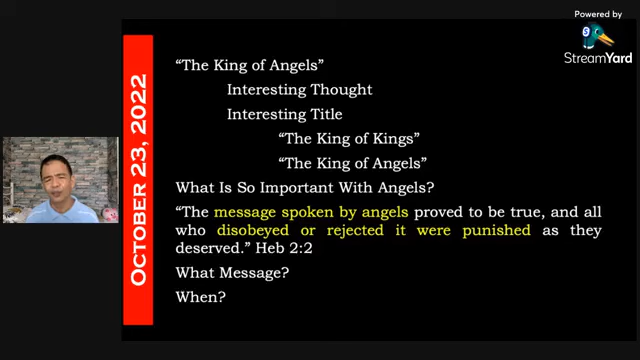 Powered by
StreamYard
OCTOBER 23, 2022
“The King of Angels”
Interesting Thought
Interesting Title
“The King of Kings”
“The King of Angels”
What Is So Important With Angels?
“The message spoken by angels proved to be true, and all
who disobeyed or rejected it were punished as they
deserved.” Heb 2:2
What Message?
When?